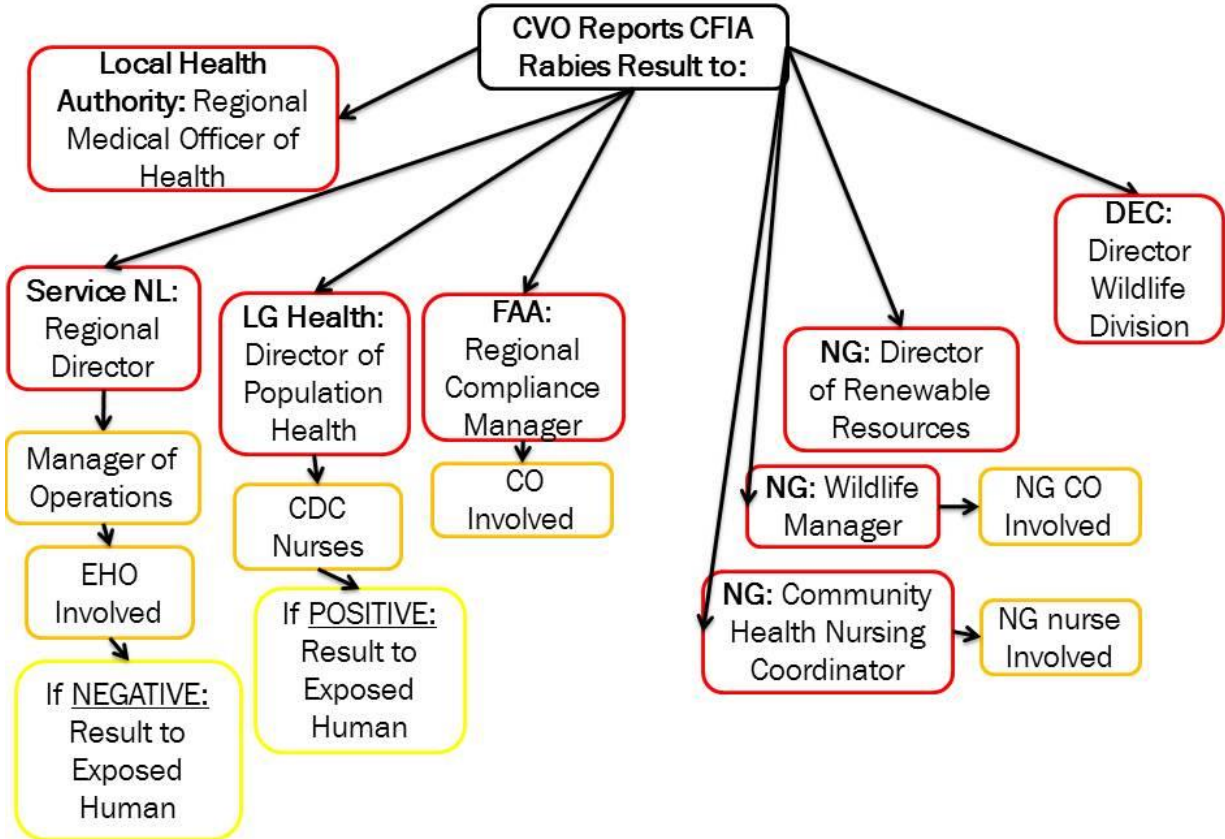 CVO Reports CFIA
Rabies Result to:
Local Health
Authority: Regional
Medical Officer of
Health
Service NL:
Regional
Director
Manager of
Operations
EHO
Involved
If NEGATIVE:
Result to
Exposed
Human
LG Health:
Director of
Population
Health
CDC
Nurses
If POSITIVE:
Result to
Exposed
Human
FAA:
Regional
Compliance
Manager
CO
Involved
NG: Director
of Renewable
Resources
NG: Wildlife
Manager
NG CO
Involved
NG: Community
Health Nursing
Coordinator
NG nurse
Involved
DEC:
Director
Wildlife
Division